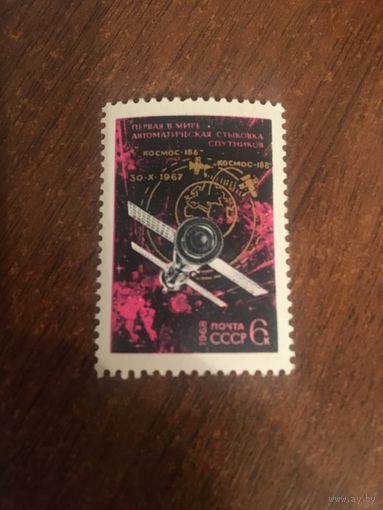 ПЕРВАЯ В МИРЕ
АВТОМАТИЧЕСКАЯ СТЫКОВКА
СПУТНИКОВ
КОСМОС-186
КОСМОС-188
30·X·1967
1968
ПОЧТА
СССР
6к
www.ay.by